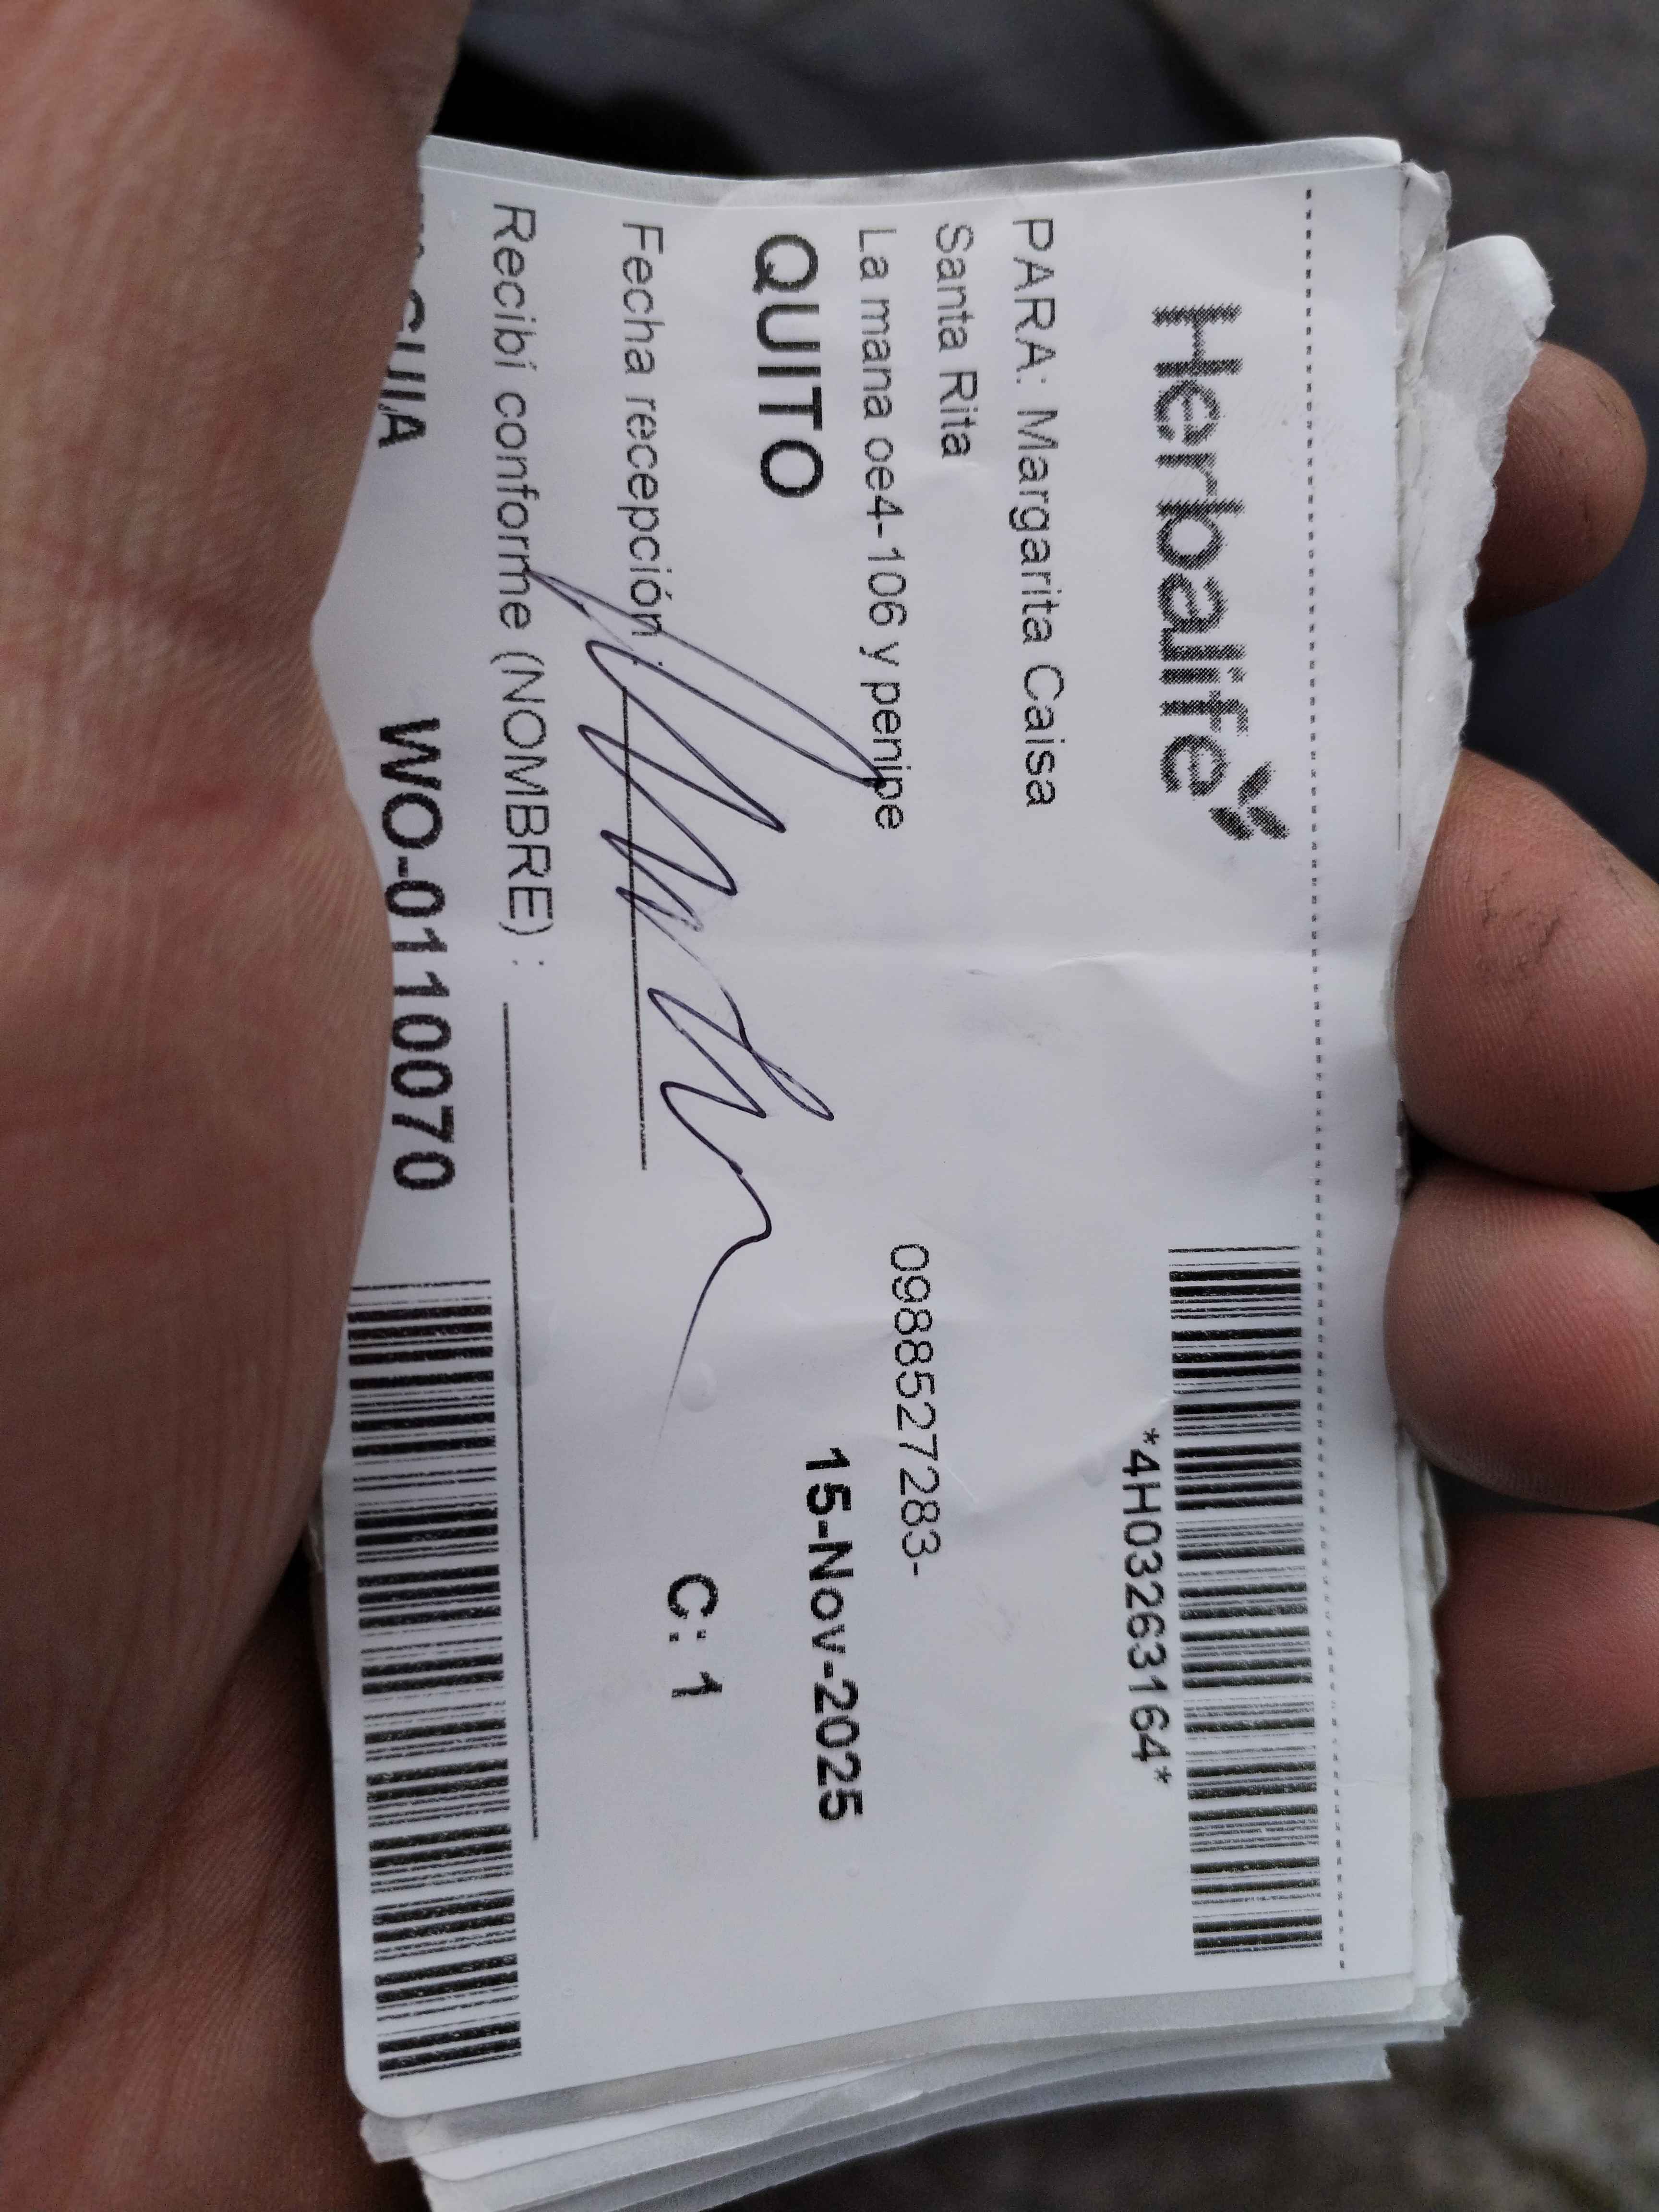 Herbalife
*4H03263164*
PARA: Margarita Caisa
Santa Rita
0988527283-
La mana oe4-106 y penipe
QUITO
15-Nov-2025
Fecha recepción:
C: 1
Recibí conforme (NOMBRE) :
GUIA WO-0110070